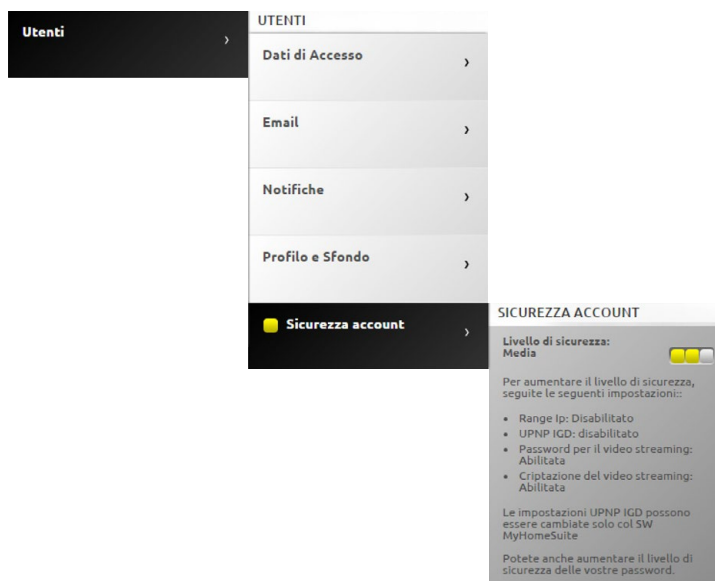 Utenti
UTENTI
Dati di Accesso
Email
Notifiche
Profilo e Sfondo
Sicurezza account
SICUREZZA ACCOUNT
Livello di sicurezza:
Media
Per aumentare il livello di sicurezza,
seguite le seguenti impostazioni::
• Range Ip: Disabilitato
• UPNP IGD: disabilitato
• Password per il video streaming:
Abilitata
• Criptazione del video streaming:
Abilitata
Le impostazioni UPNP IGD possono
essere cambiate solo col SW
MyHomeSuite
Potete anche aumentare il livello di
sicurezza delle vostre password.